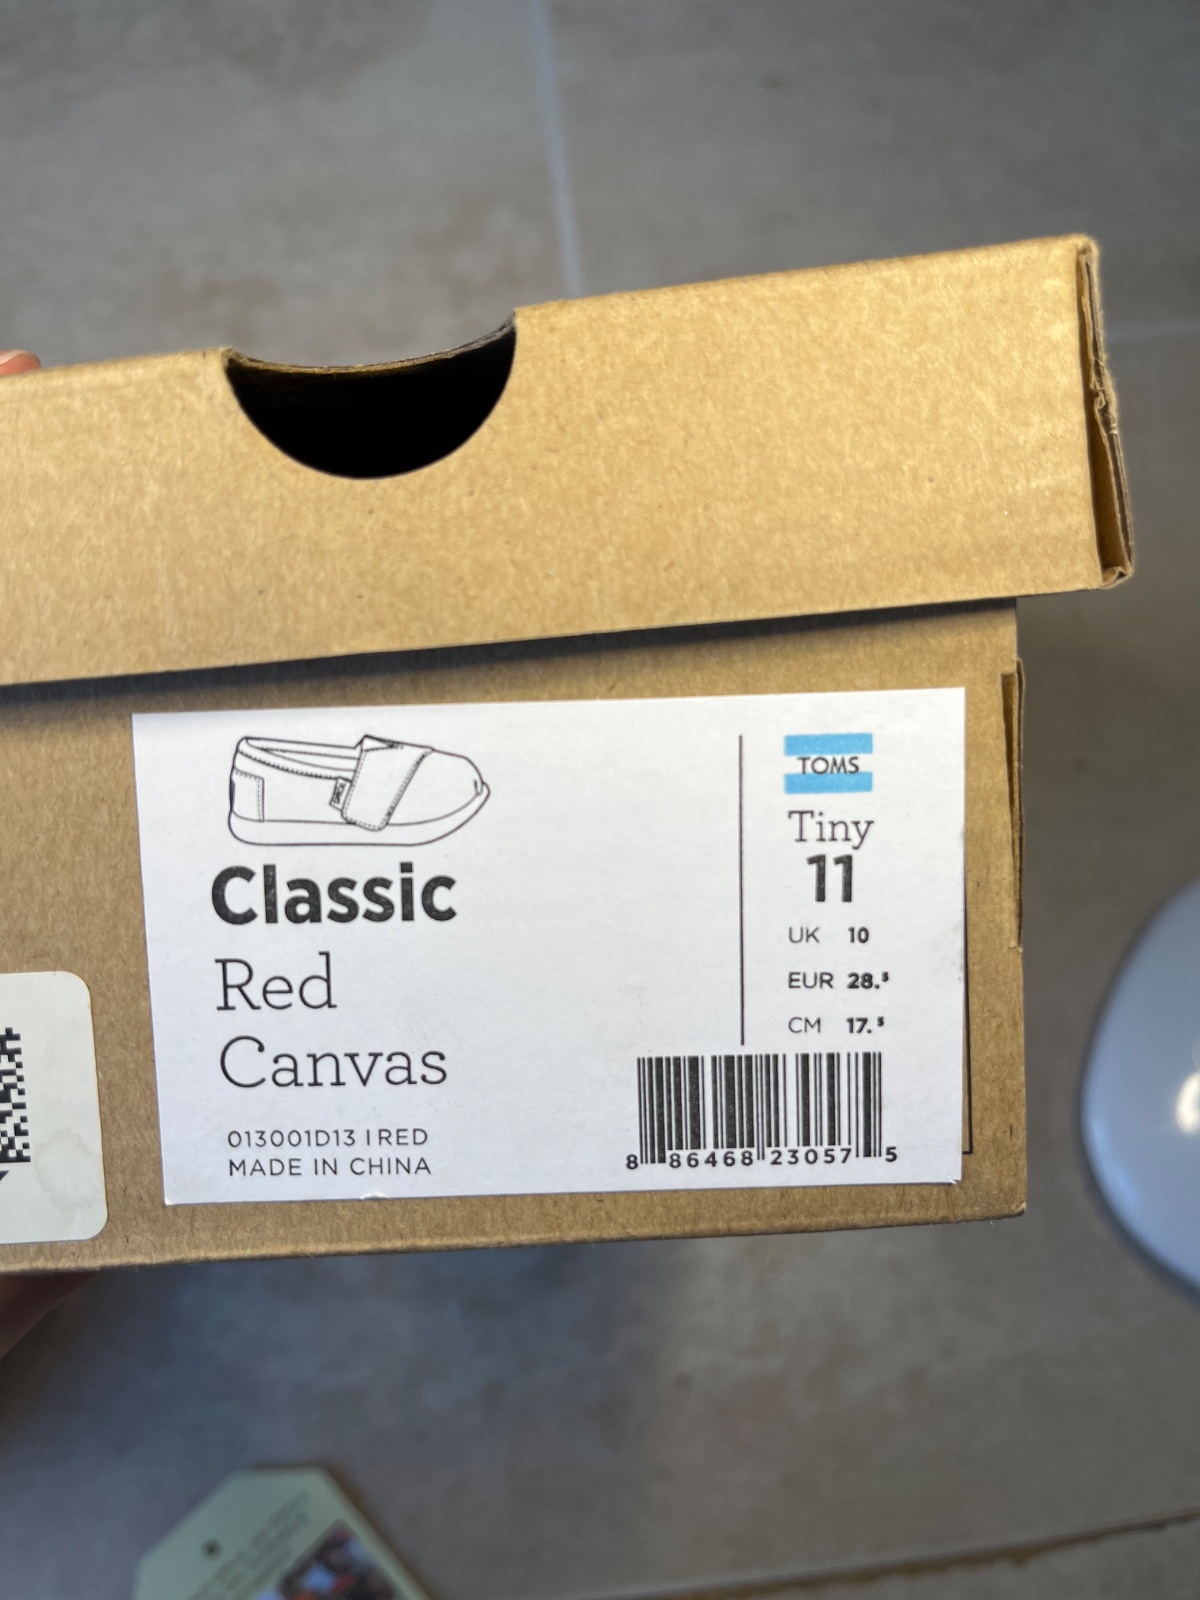 Classic
Red
Canvas
013001D13 | RED
MADE IN CHINA
TOMS
Tiny
11
UK 10
EUR 28.⁵
CM 17.⁵
8 86468 23057 5